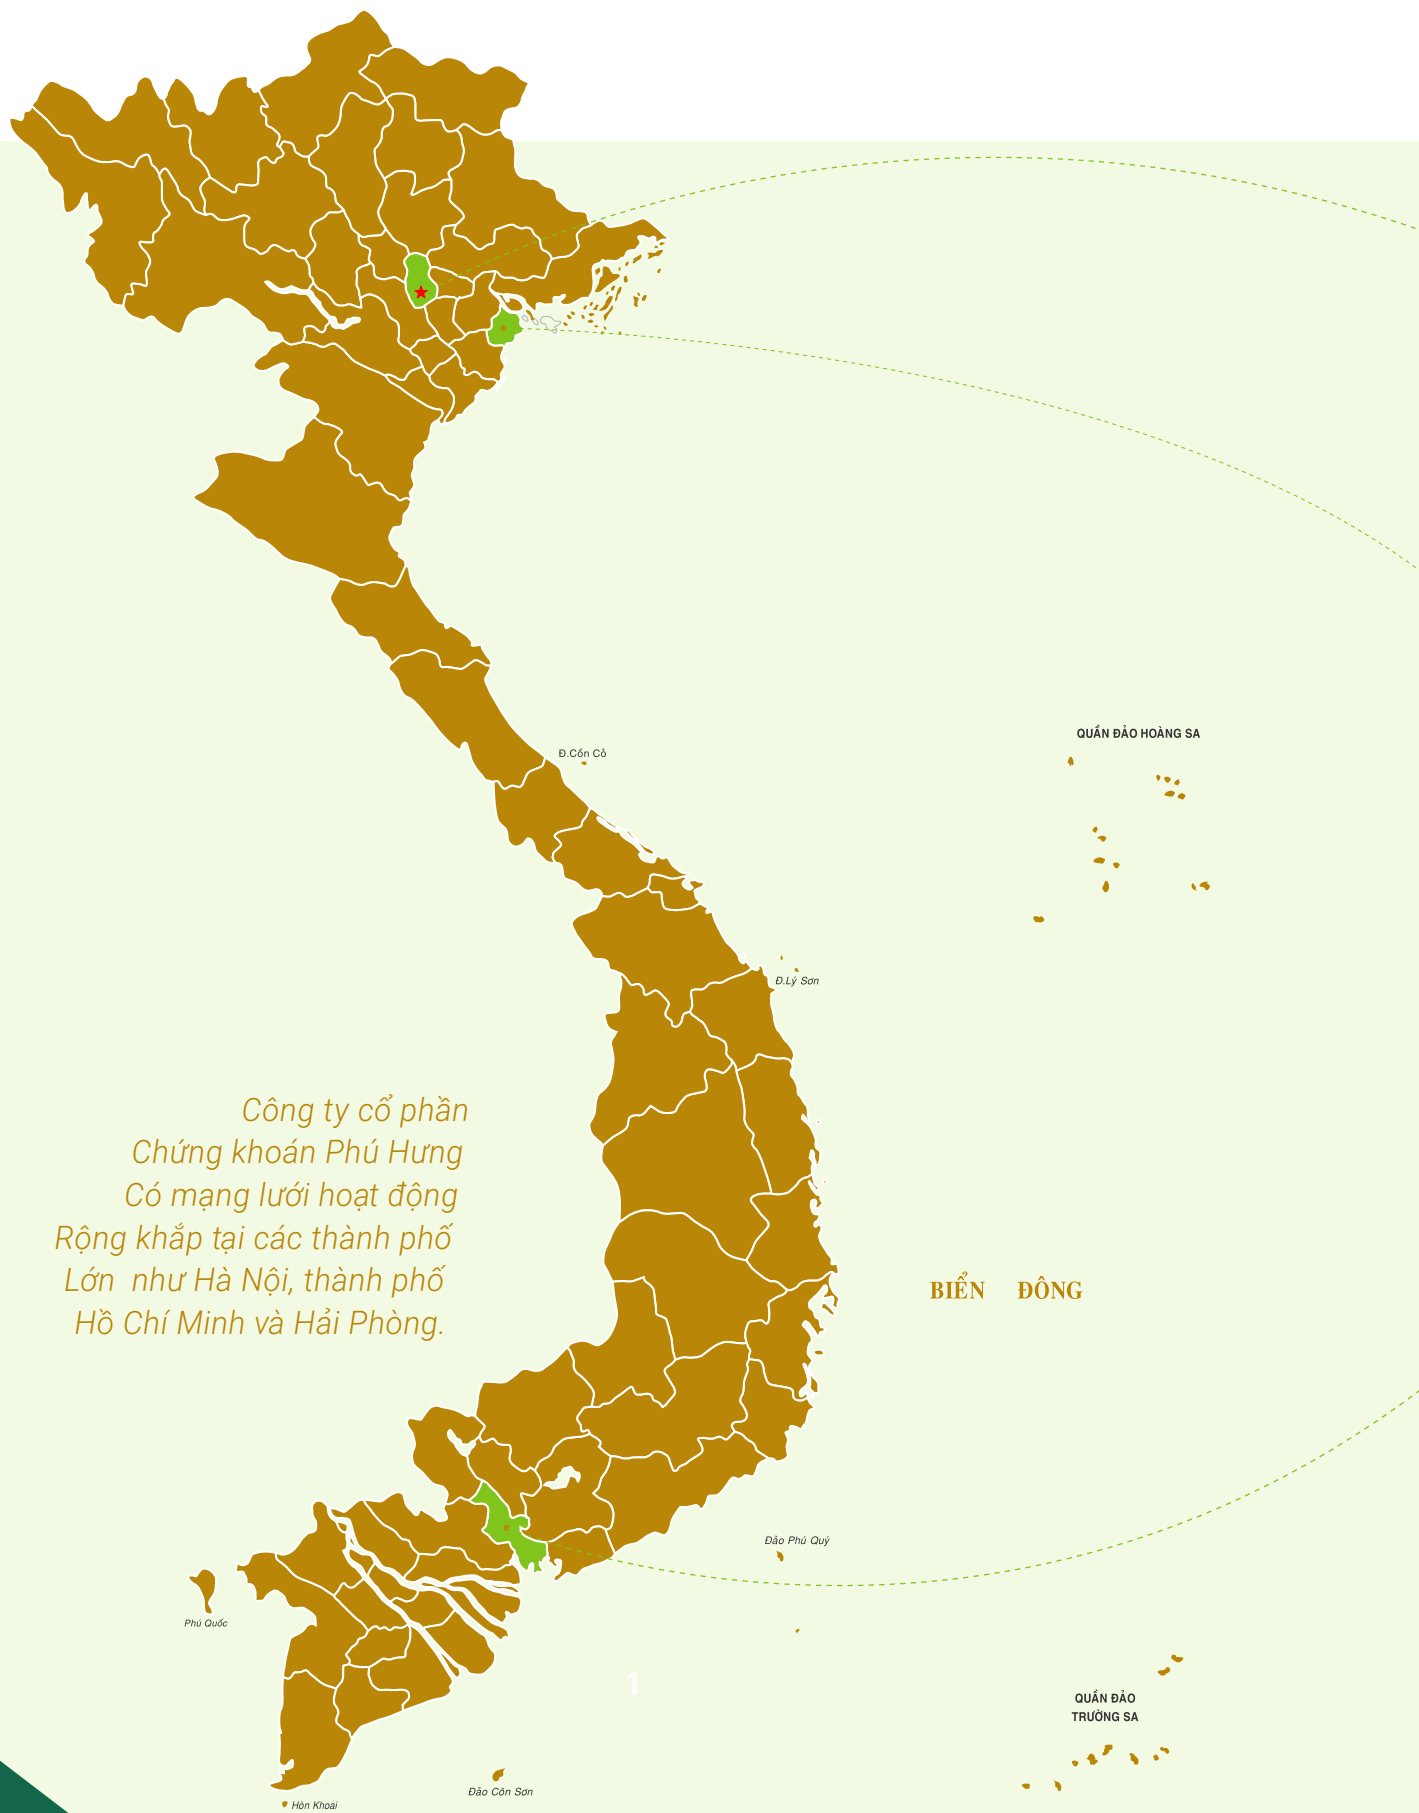 QUẦN ĐẢO HOÀNG SA
Đ.Cồn Cỏ
Đ.Lý Sơn
Công ty cổ phần
Chứng khoán Phú Hưng
Có mạng lưới hoạt động
Rộng khắp tại các thành phố
Lớn như Hà Nội, thành phố
Hồ Chí Minh và Hải Phòng.
BIỂN ĐÔNG
Đảo Phú Quý
Phú Quốc
1
QUẦN ĐẢO
TRƯỜNG SA
Đảo Côn Sơn
Hòn Khoai